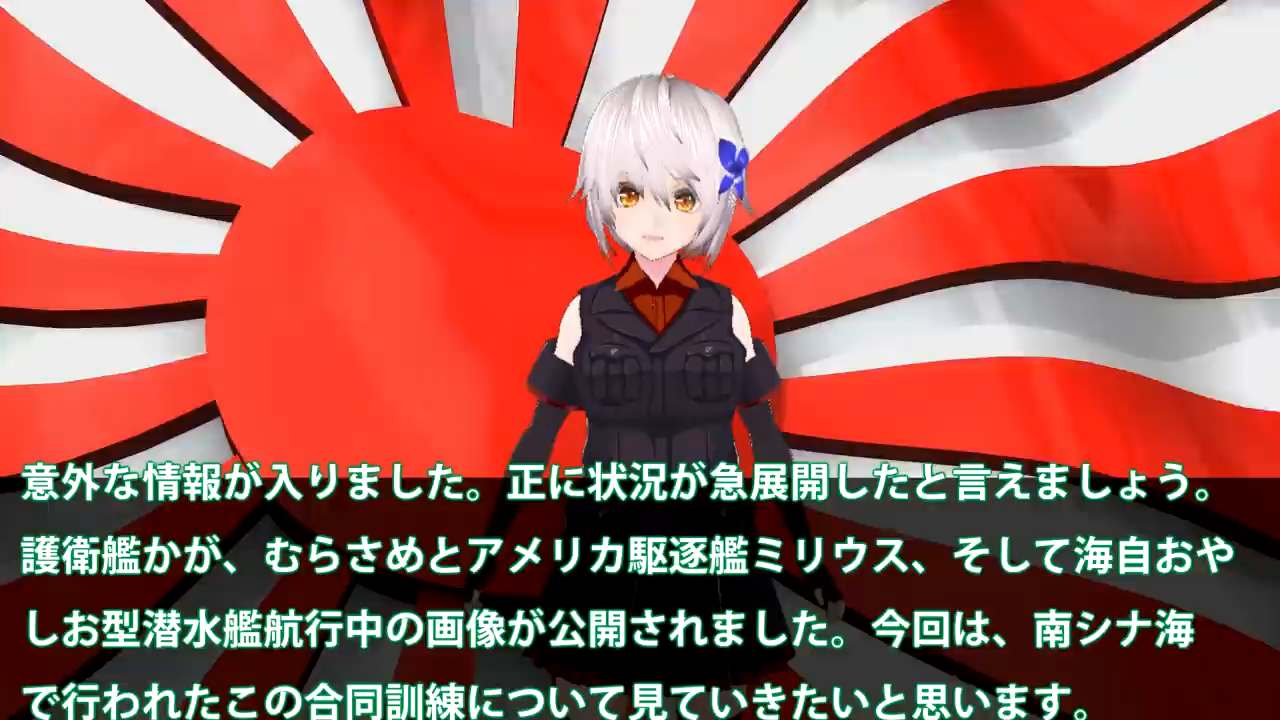 意外な情報が入りました。正に状況が急展開したと言えましょう。
護衛艦かが、むらさめとアメリカ駆逐艦ミリウス、そして海自おや
しお型潜水艦航行中の画像が公開されました。今回は、南シナ海
で行われたこの合同訓練について見ていきたいと思います。